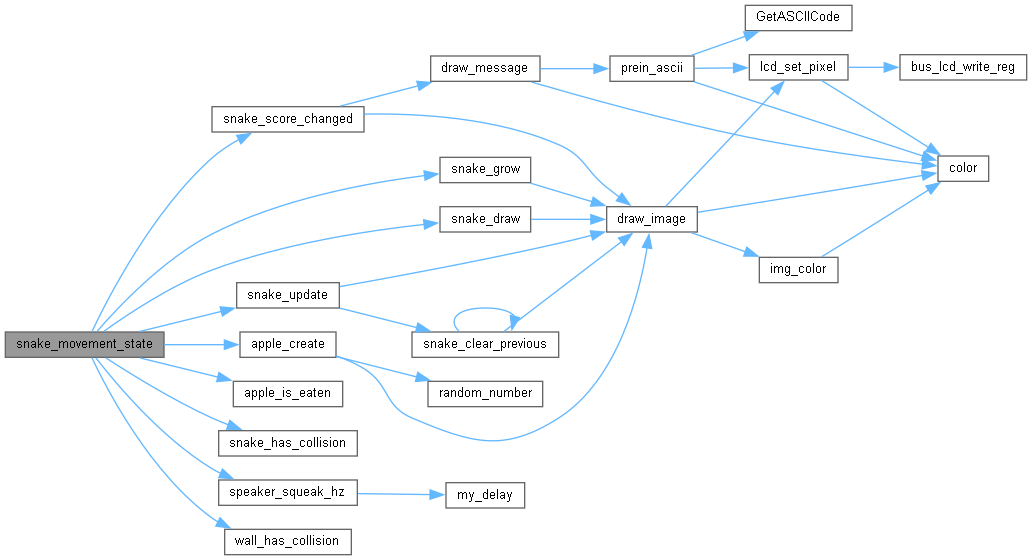 GetASCIICode
draw_message
prein_ascii
lcd_set_pixel
bus_lcd_write_reg
snake_score_changed
snake_grow
color
snake_draw
draw_image
img_color
snake_update
snake_movement_state
apple_create
snake_clear_previous
apple_is_eaten
random_number
snake_has_collision
speaker_squeak_hz
my_delay
wall_has_collision